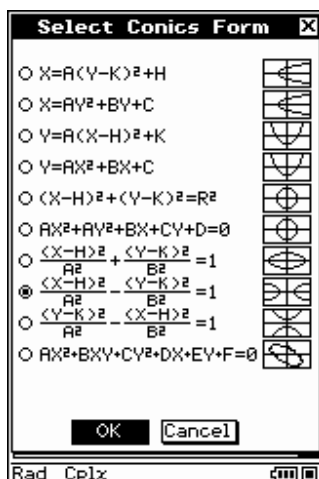 Select Conics Form
X=A(Y-K)²+H
X=AY²+BY+C
Y=A(X-H)²+K
Y=AX²+BX+C
(X-H)²+(Y-K)²=R²
AX²+AY²+BX+CY+D=0
(X-H)²/A²+(Y-K)²/B²=1
(X-H)²/A²-(Y-K)²/B²=1
(Y-K)²/A²-(X-H)²/B²=1
AX²+BXY+CY²+DX+EY+F=0
OK Cancel
Rad Cplx